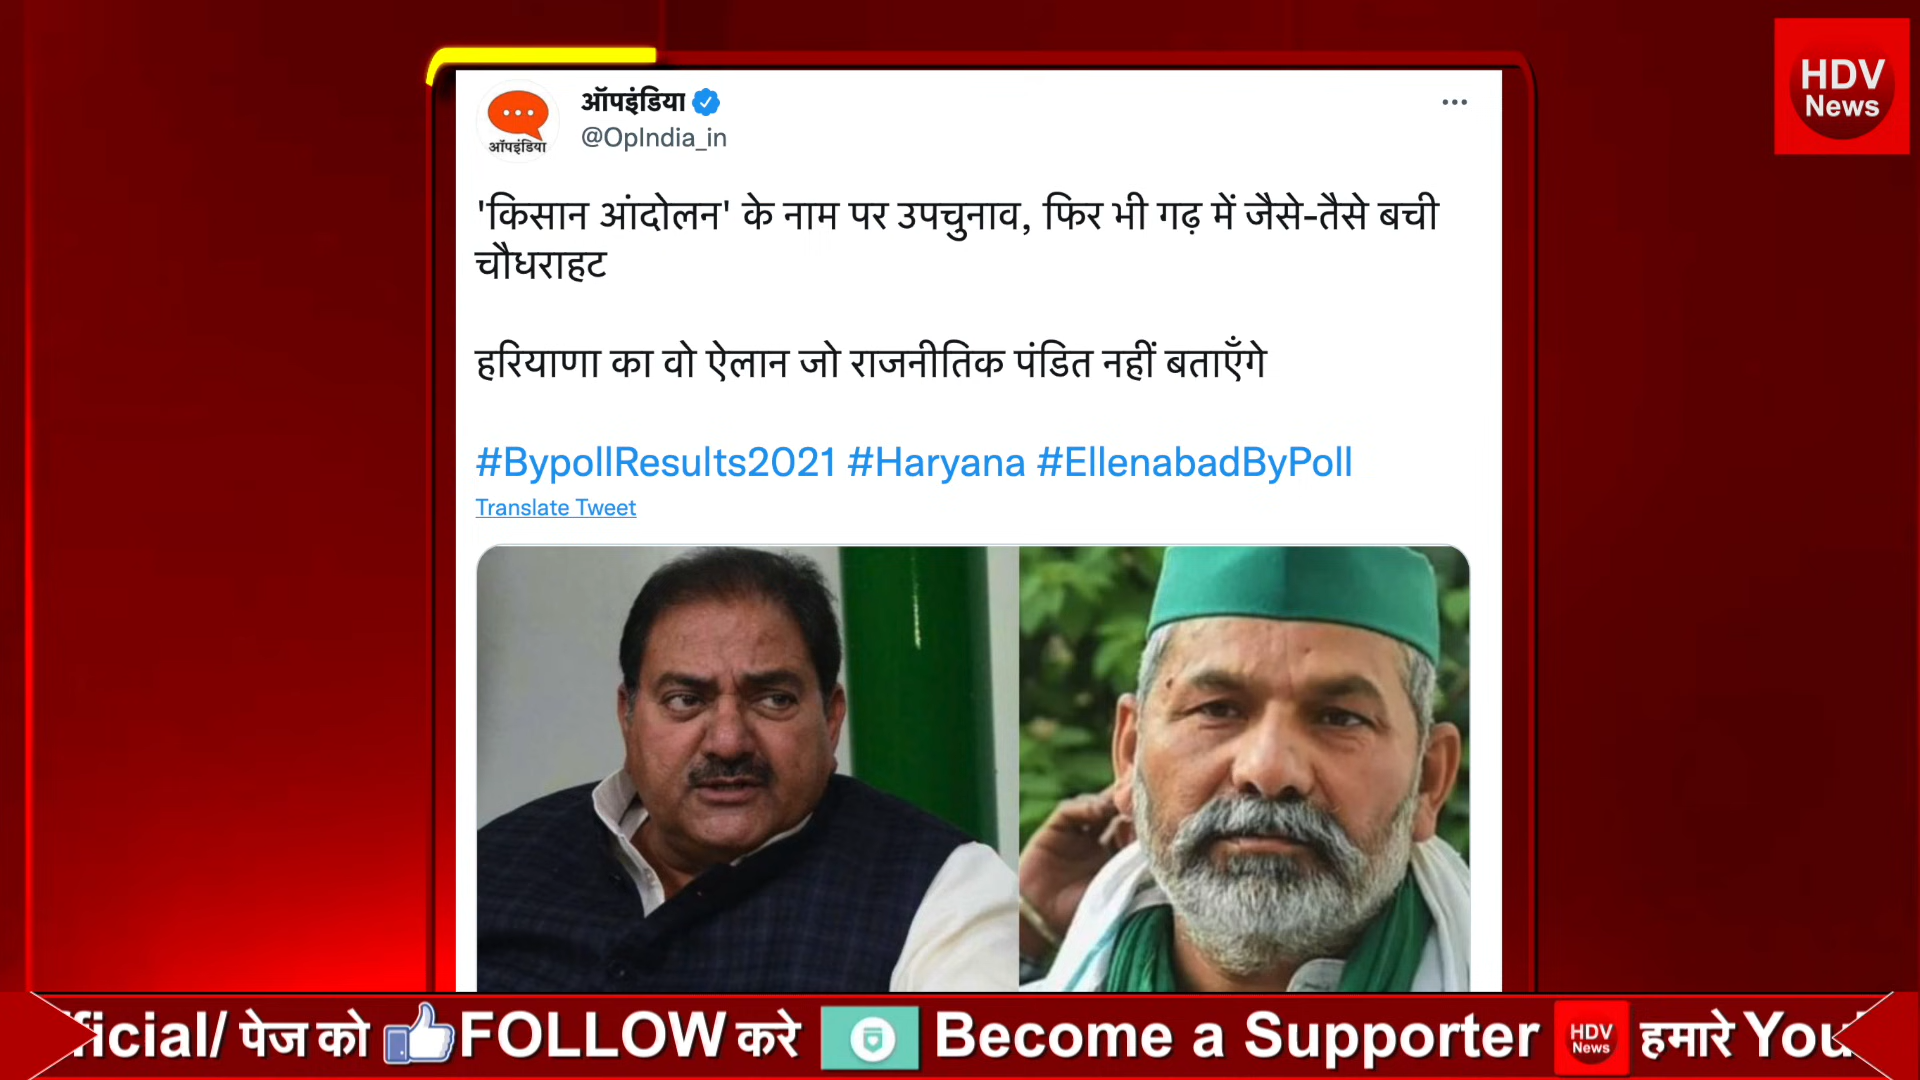 HDV
News
ऑपइंडिया
@OpIndia_in
ऑपइंडिया
'किसान आंदोलन' के नाम पर उपचुनाव, फिर भी गढ़ में जैसे-तैसे बची
चौधराहट
हरियाणा का वो ऐलान जो राजनीतिक पंडित नहीं बताएँगे
#BypollResults2021 #Haryana #EllenabadByPoll
Translate Tweet
ficial/ पेज को FOLLOW करे Become a Supporter HDV News हमारे You